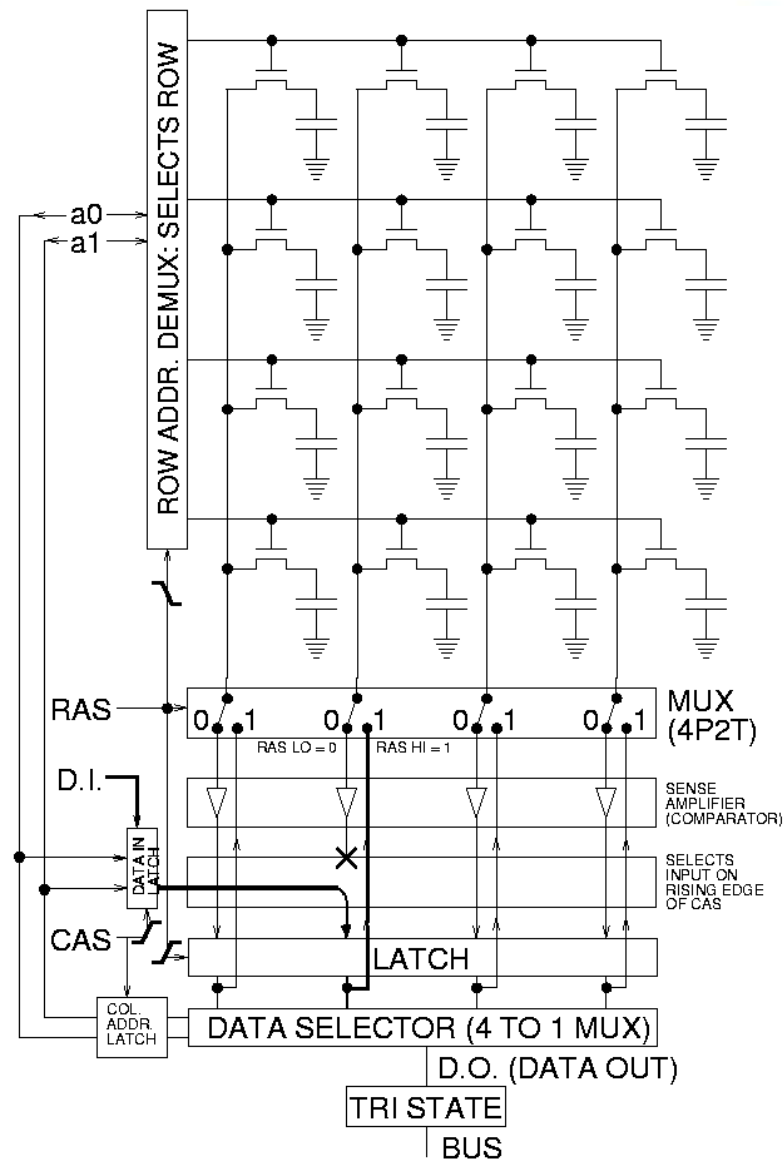 ROW ADDR. DEMUX: SELECTS ROW
a0
a1
RAS
0 1
0 1
0 1
0 1
MUX
(4P2T)
RAS LO = 0
RAS HI = 1
D.I.
SENSE
AMPLIFIER
(COMPARATOR)
DATA IN
LATCH
SELECTS
INPUT ON
RISING EDGE
OF CAS
CAS
LATCH
COL.
ADDR.
LATCH
DATA SELECTOR (4 TO 1 MUX)
D.O. (DATA OUT)
TRI STATE
BUS